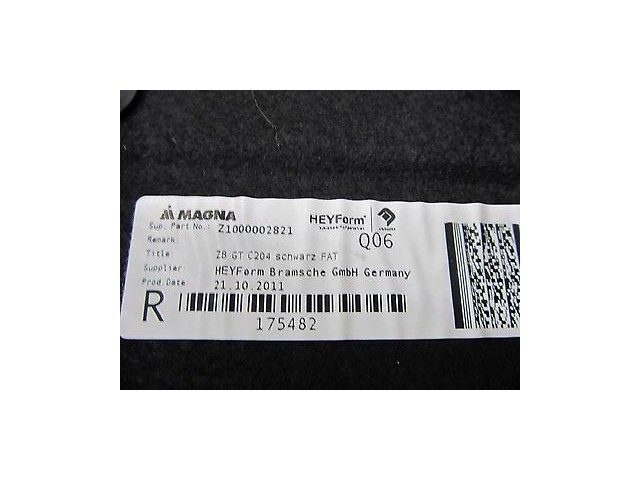 MAGNA
HEYForm
Sup. Part No.: Z1000002821
Remark:
Q06
Title ZB GT C204 schwarz FAT
Supplier HEYForm Bramsche GmbH Germany
Prod.Date 21.10.2011
R
175482